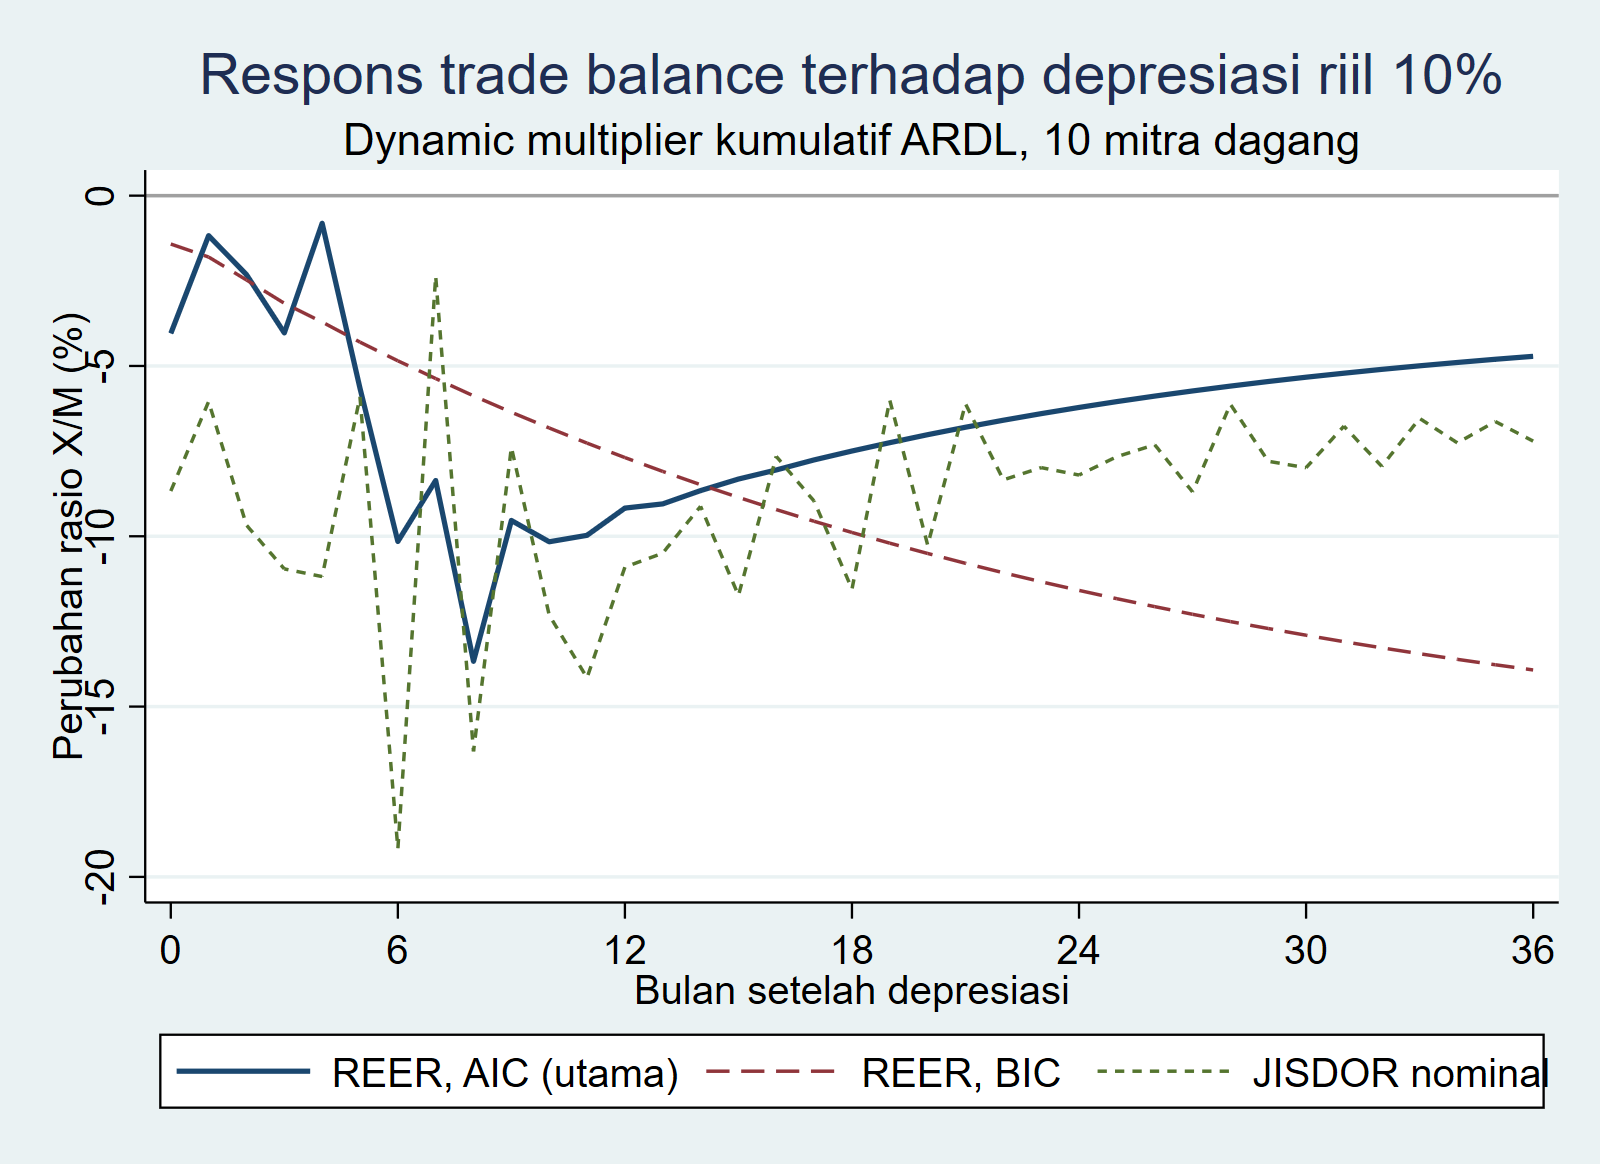 Respons trade balance terhadap depresiasi riil 10%
Dynamic multiplier kumulatif ARDL, 10 mitra dagang
Perubahan rasio X/M (%)
0
-5
-10
-15
-20
0 6 12 18 24 30 36
Bulan setelah depresiasi
REER, AIC (utama) REER, BIC JISDOR nominal